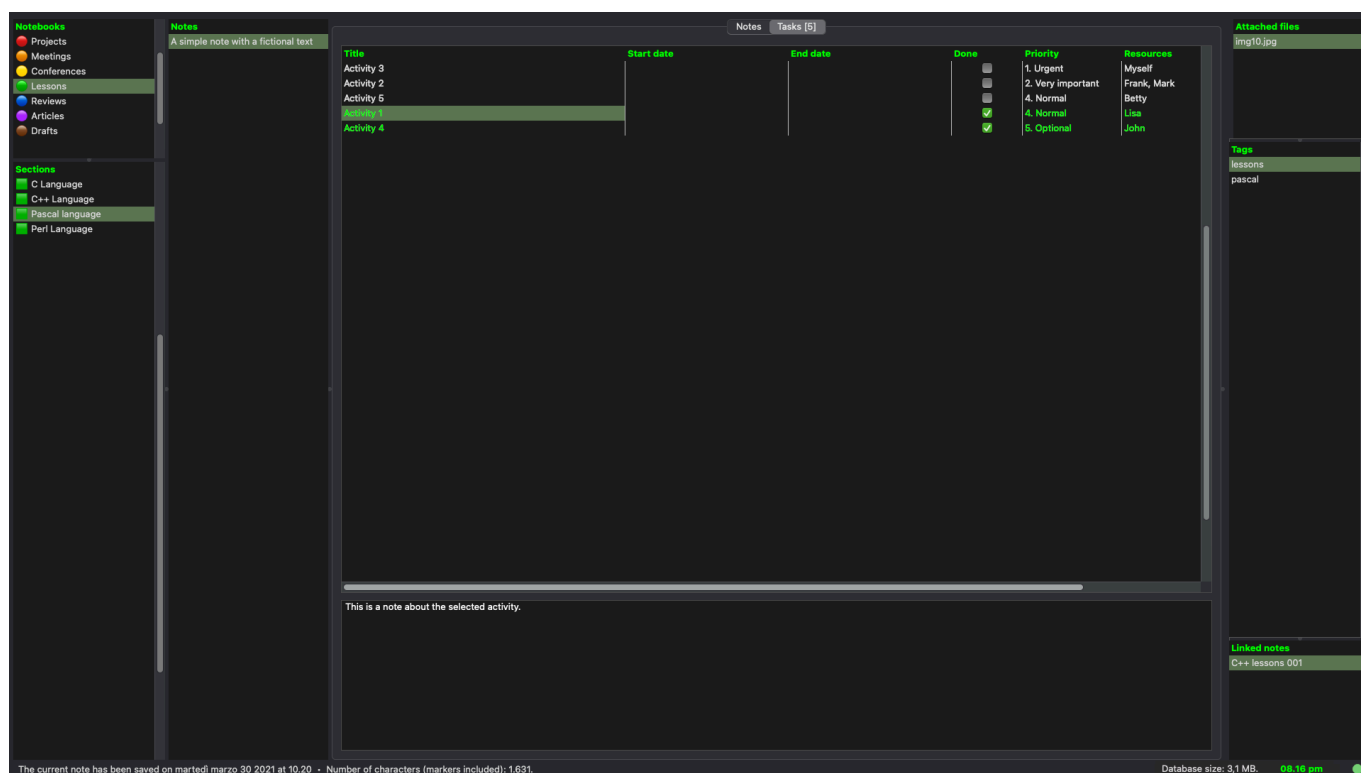 Notebooks
Projects
Meetings
Conferences
Lessons
Reviews
Articles
Drafts
Sections
C Language
C++ Language
Pascal language
Perl Language
Notes
A simple note with a fictional text
Notes Tasks [5]
Title Start date End date Done Priority Resources
Activity 3 1. Urgent Myself
Activity 2 2. Very important Frank, Mark
Activity 5 4. Normal Betty
Activity 1 4. Normal Lisa
Activity 4 5. Optional John
This is a note about the selected activity.
Attached files
img10.jpg
Tags
lessons
pascal
Linked notes
C++ lessons 001
The current note has been saved on martedì marzo 30 2021 at 10.20 • Number of characters (markers included): 1.631.
Database size: 3,1 MB. 08.16 pm